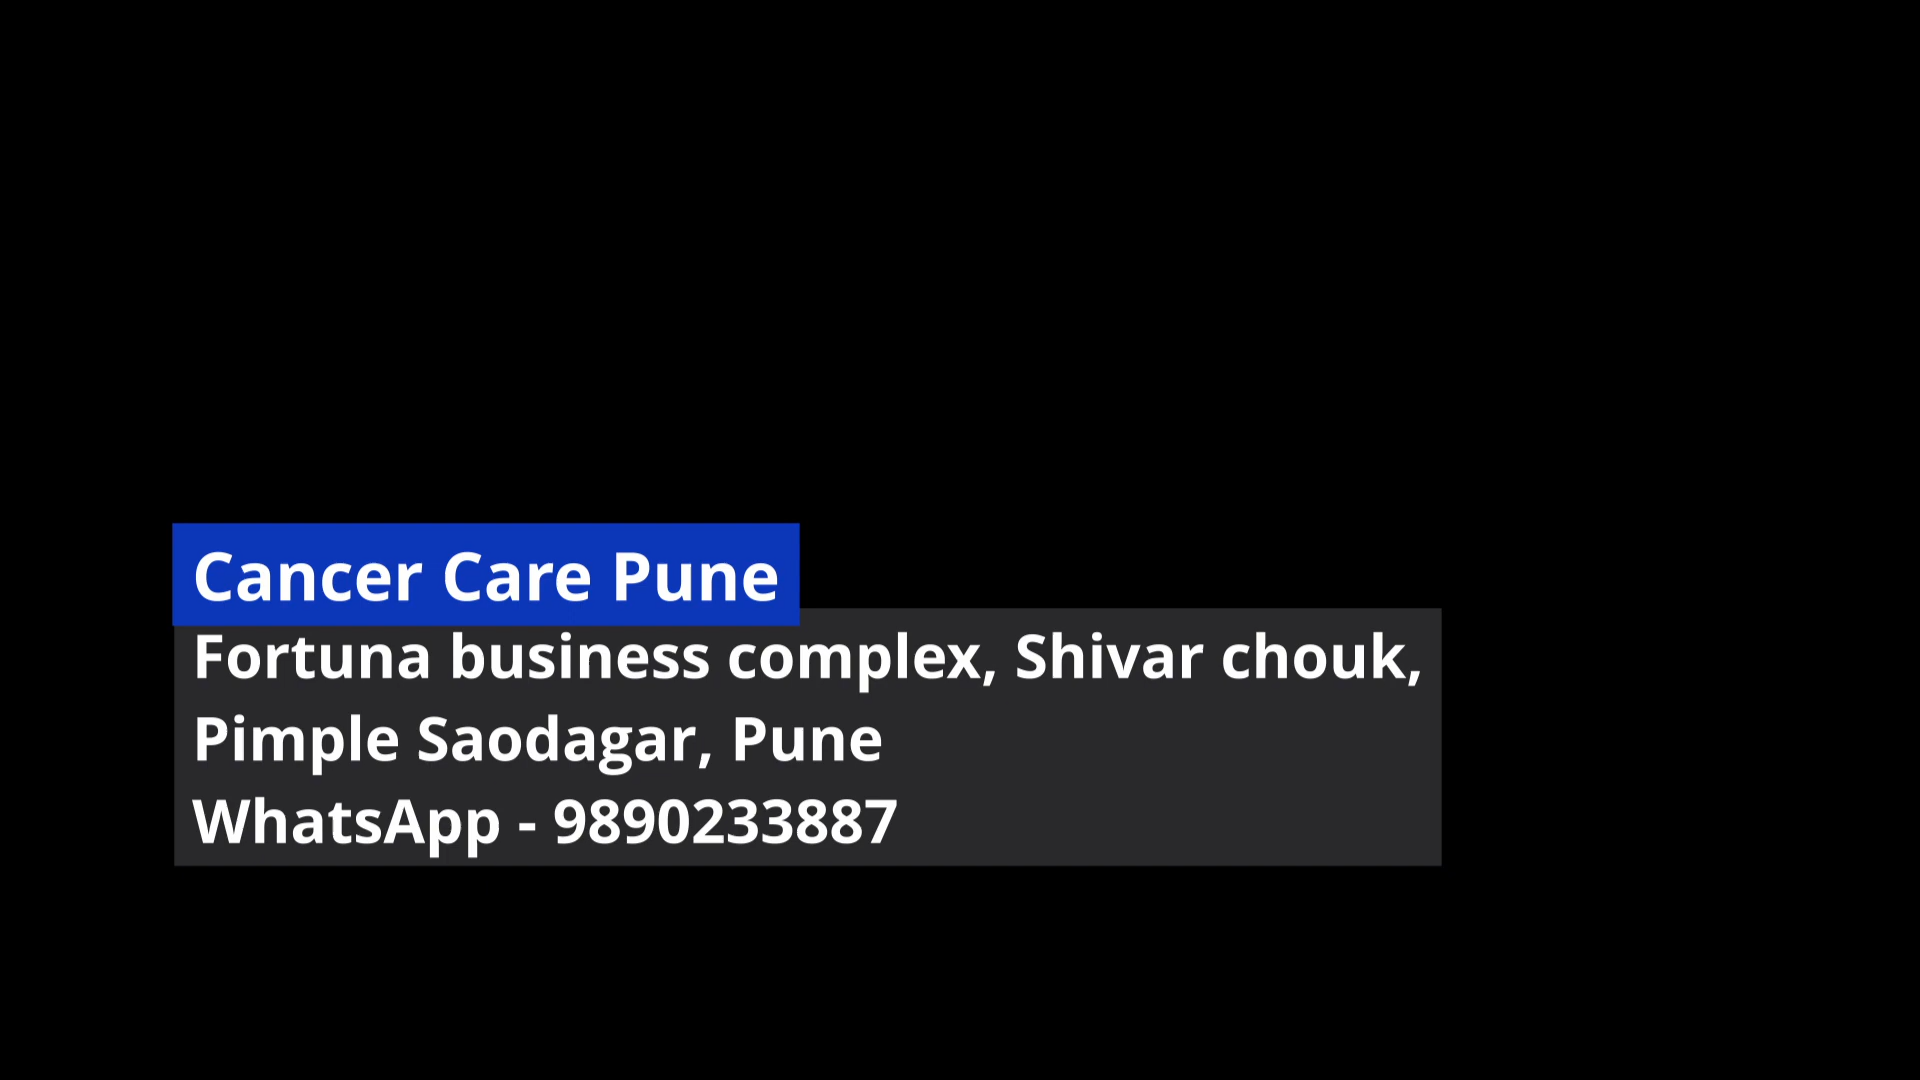 Cancer Care Pune
Fortuna business complex, Shivar chouk,
Pimple Saodagar, Pune
WhatsApp - 9890233887